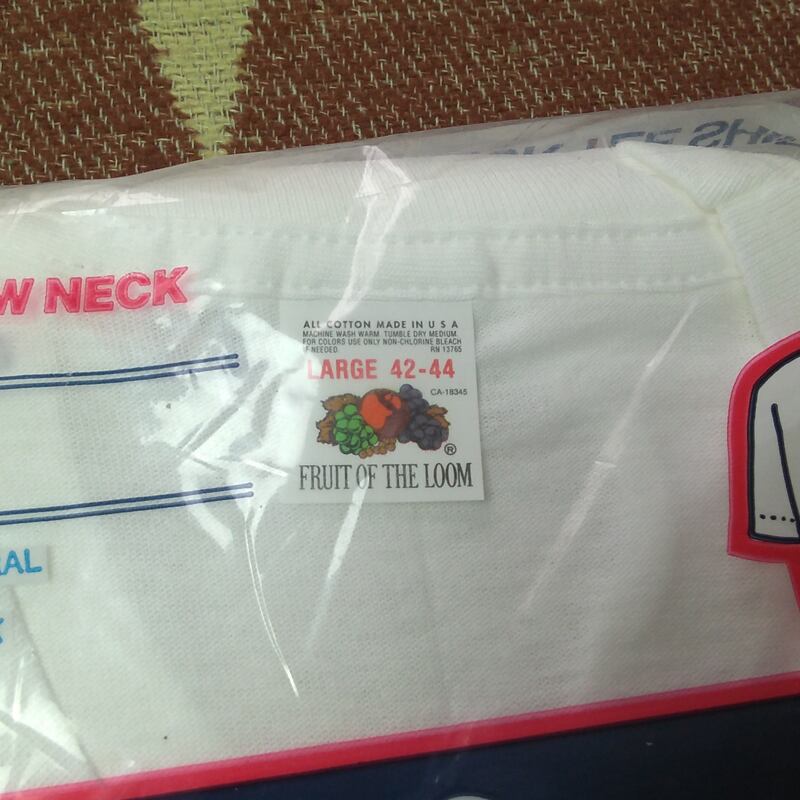 W NECK
ALL COTTON MADE IN U S A
MACHINE WASH WARM. TUMBLE DRY MEDIUM.
FOR COLORS USE ONLY NON-CHLORINE BLEACH
IF NEEDED. RN 13765
LARGE 42-44
CA-18345
®
FRUIT OF THE LOOM
AL